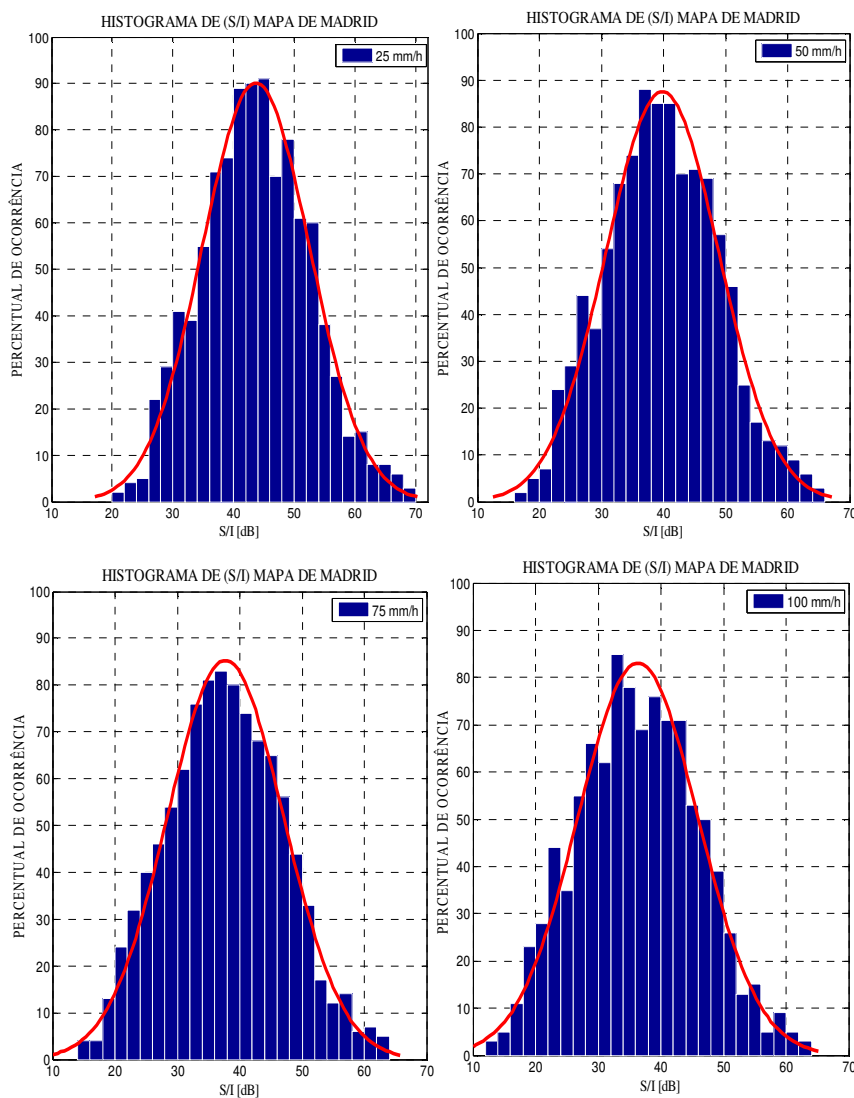 HISTOGRAMA DE (S/I) MAPA DE MADRID
25 mm/h
PERCENTUAL DE OCORRÊNCIA
100
90
80
70
60
50
40
30
20
10
0
10 20 30 40 50 60 70
S/I [dB]
HISTOGRAMA DE (S/I) MAPA DE MADRID
50 mm/h
PERCENTUAL DE OCORRÊNCIA
100
90
80
70
60
50
40
30
20
10
0
10 20 30 40 50 60 70
S/I [dB]
HISTOGRAMA DE (S/I) MAPA DE MADRID
75 mm/h
PERCENTUAL DE OCORRÊNCIA
100
90
80
70
60
50
40
30
20
10
0
10 20 30 40 50 60 70
S/I [dB]
HISTOGRAMA DE (S/I) MAPA DE MADRID
100 mm/h
PERCENTUAL DE OCORRÊNCIA
100
90
80
70
60
50
40
30
20
10
0
10 20 30 40 50 60 70
S/I [dB]